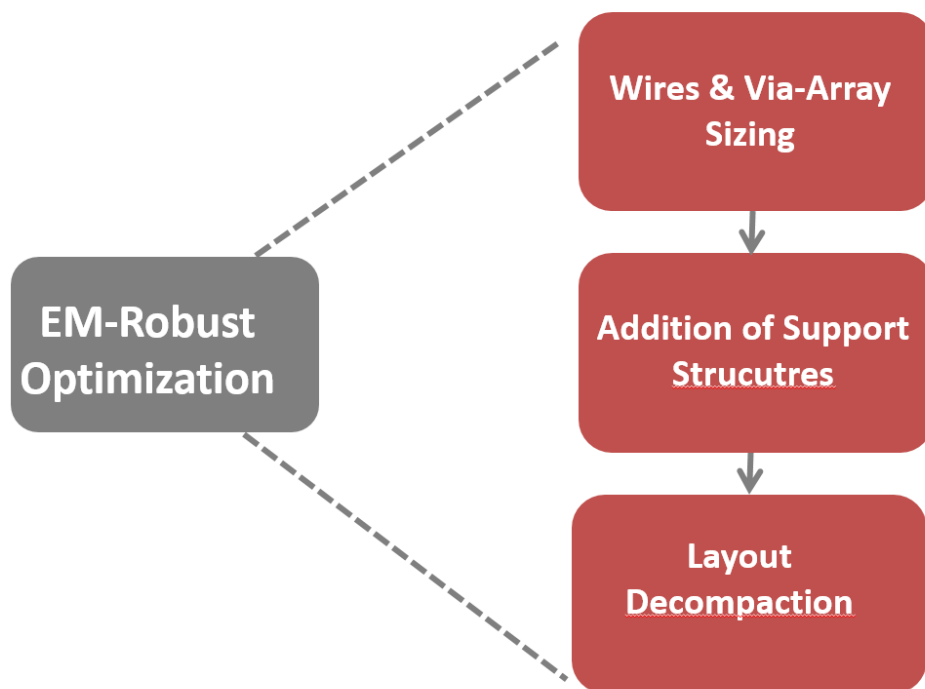 Wires & Via-Array
Sizing
EM-Robust
Optimization
Addition of Support
Strucutres
Layout
Decompaction